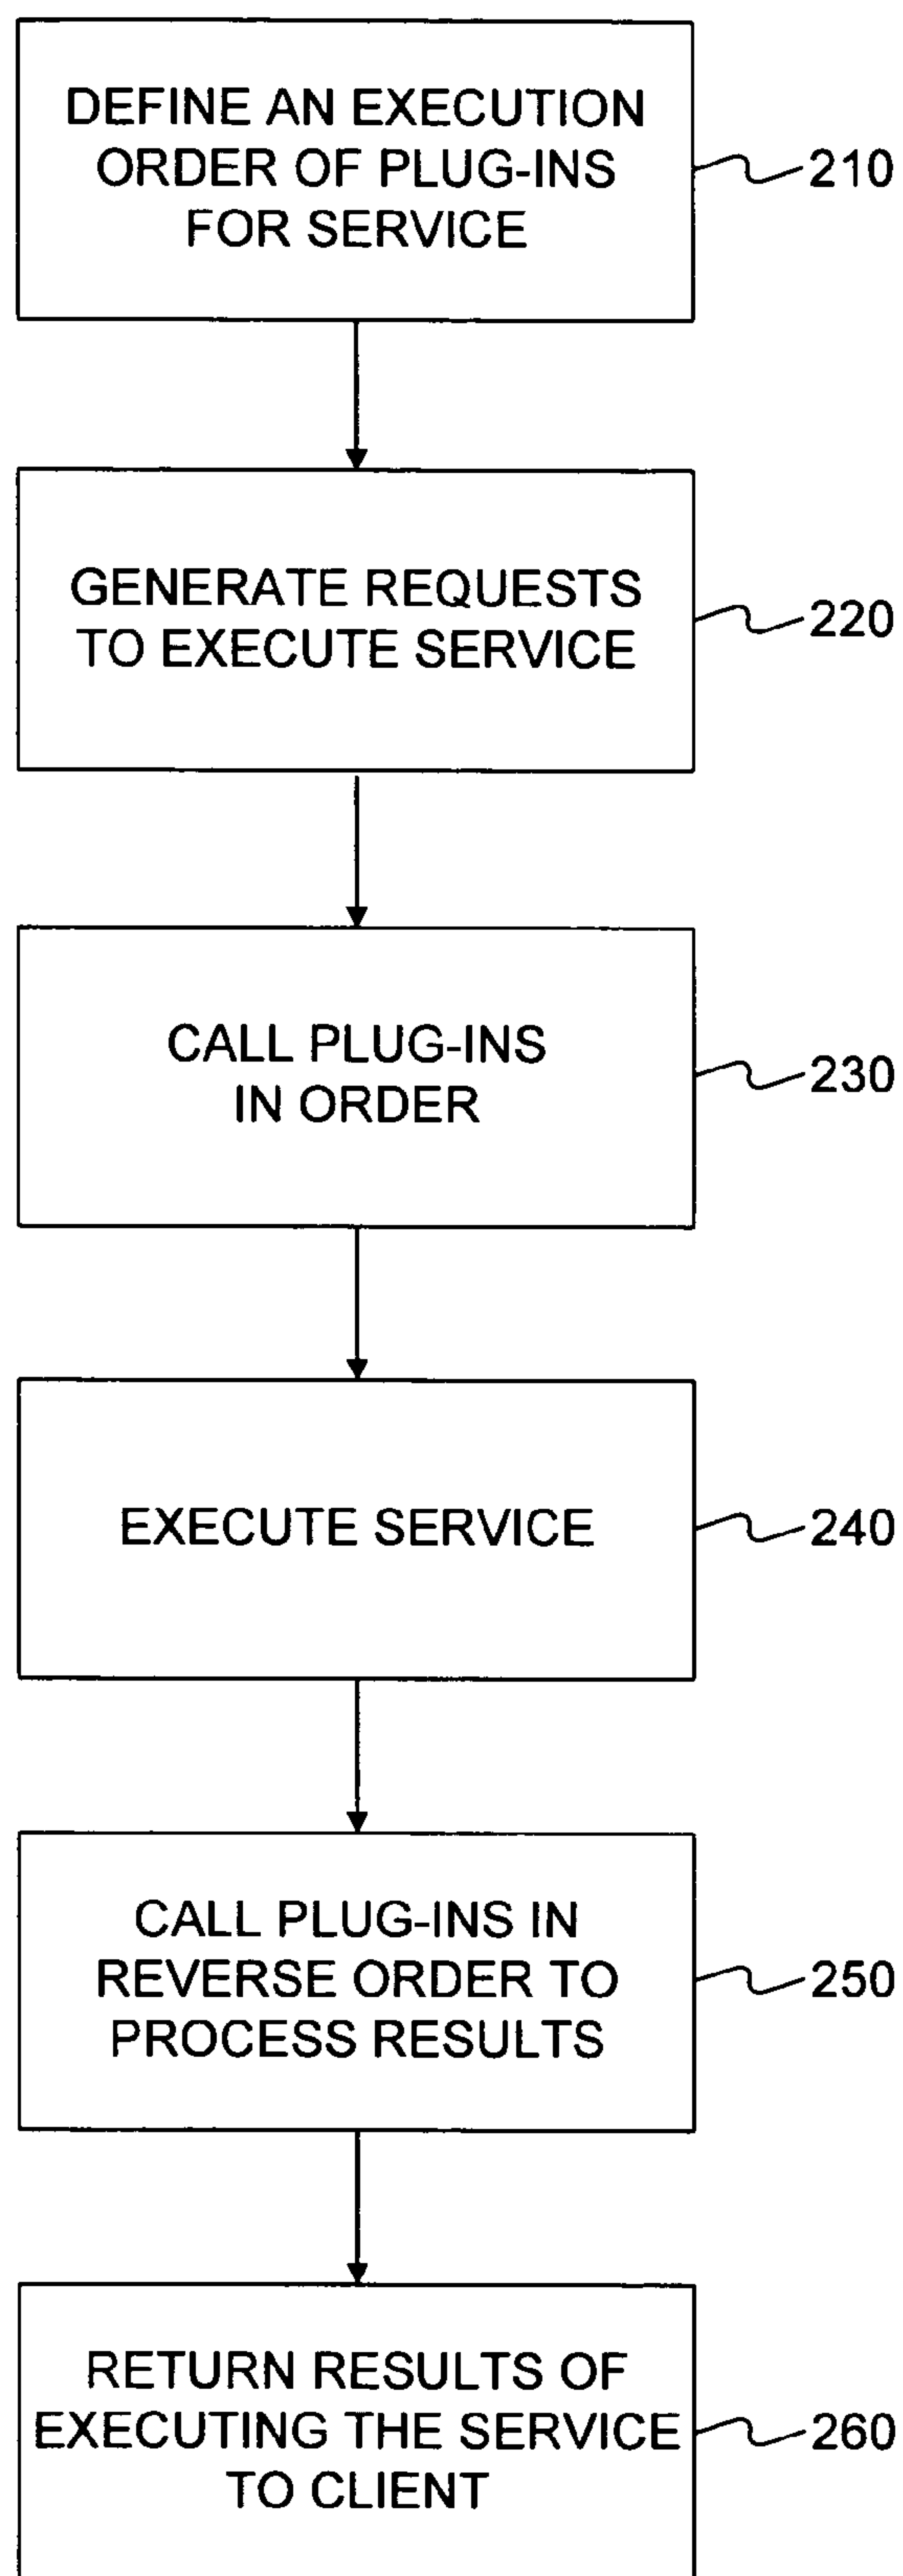 DEFINE AN EXECUTION
ORDER OF PLUG-INS
FOR SERVICE
210
GENERATE REQUESTS
TO EXECUTE SERVICE
220
CALL PLUG-INS
IN ORDER
230
EXECUTE SERVICE
240
CALL PLUG-INS IN
REVERSE ORDER TO
PROCESS RESULTS
250
RETURN RESULTS OF
EXECUTING THE SERVICE
TO CLIENT
260